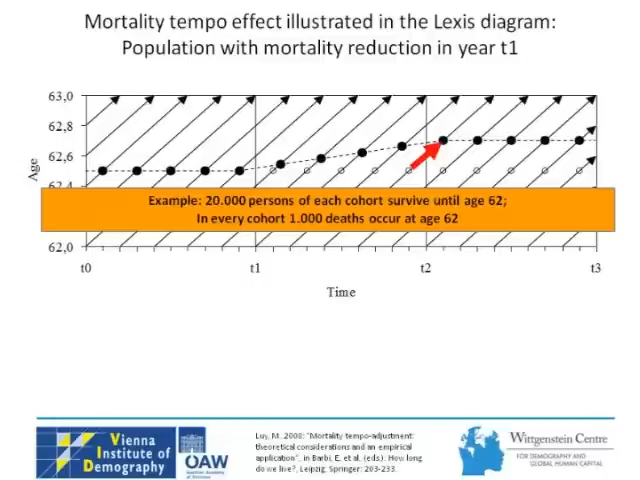 Mortality tempo effect illustrated in the Lexis diagram:
Population with mortality reduction in year t1
63,0
62,8
62,6
62,4
62,0
Age
Example: 20.000 persons of each cohort survive until age 62;
In every cohort 1.000 deaths occur at age 62
t0
t1
t2
t3
Time
Vienna
Institute of
Demography
VID
ÖAW
Luy, M. 2008: "Mortality tempo-adjustment:
theoretical considerations and an empirical
application", in Barbi, E. et al. (eds.): How long
do we live?, Leipzig: Springer: 203-233.
Wittgenstein Centre
FOR DEMOGRAPHY AND
GLOBAL HUMAN CAPITAL